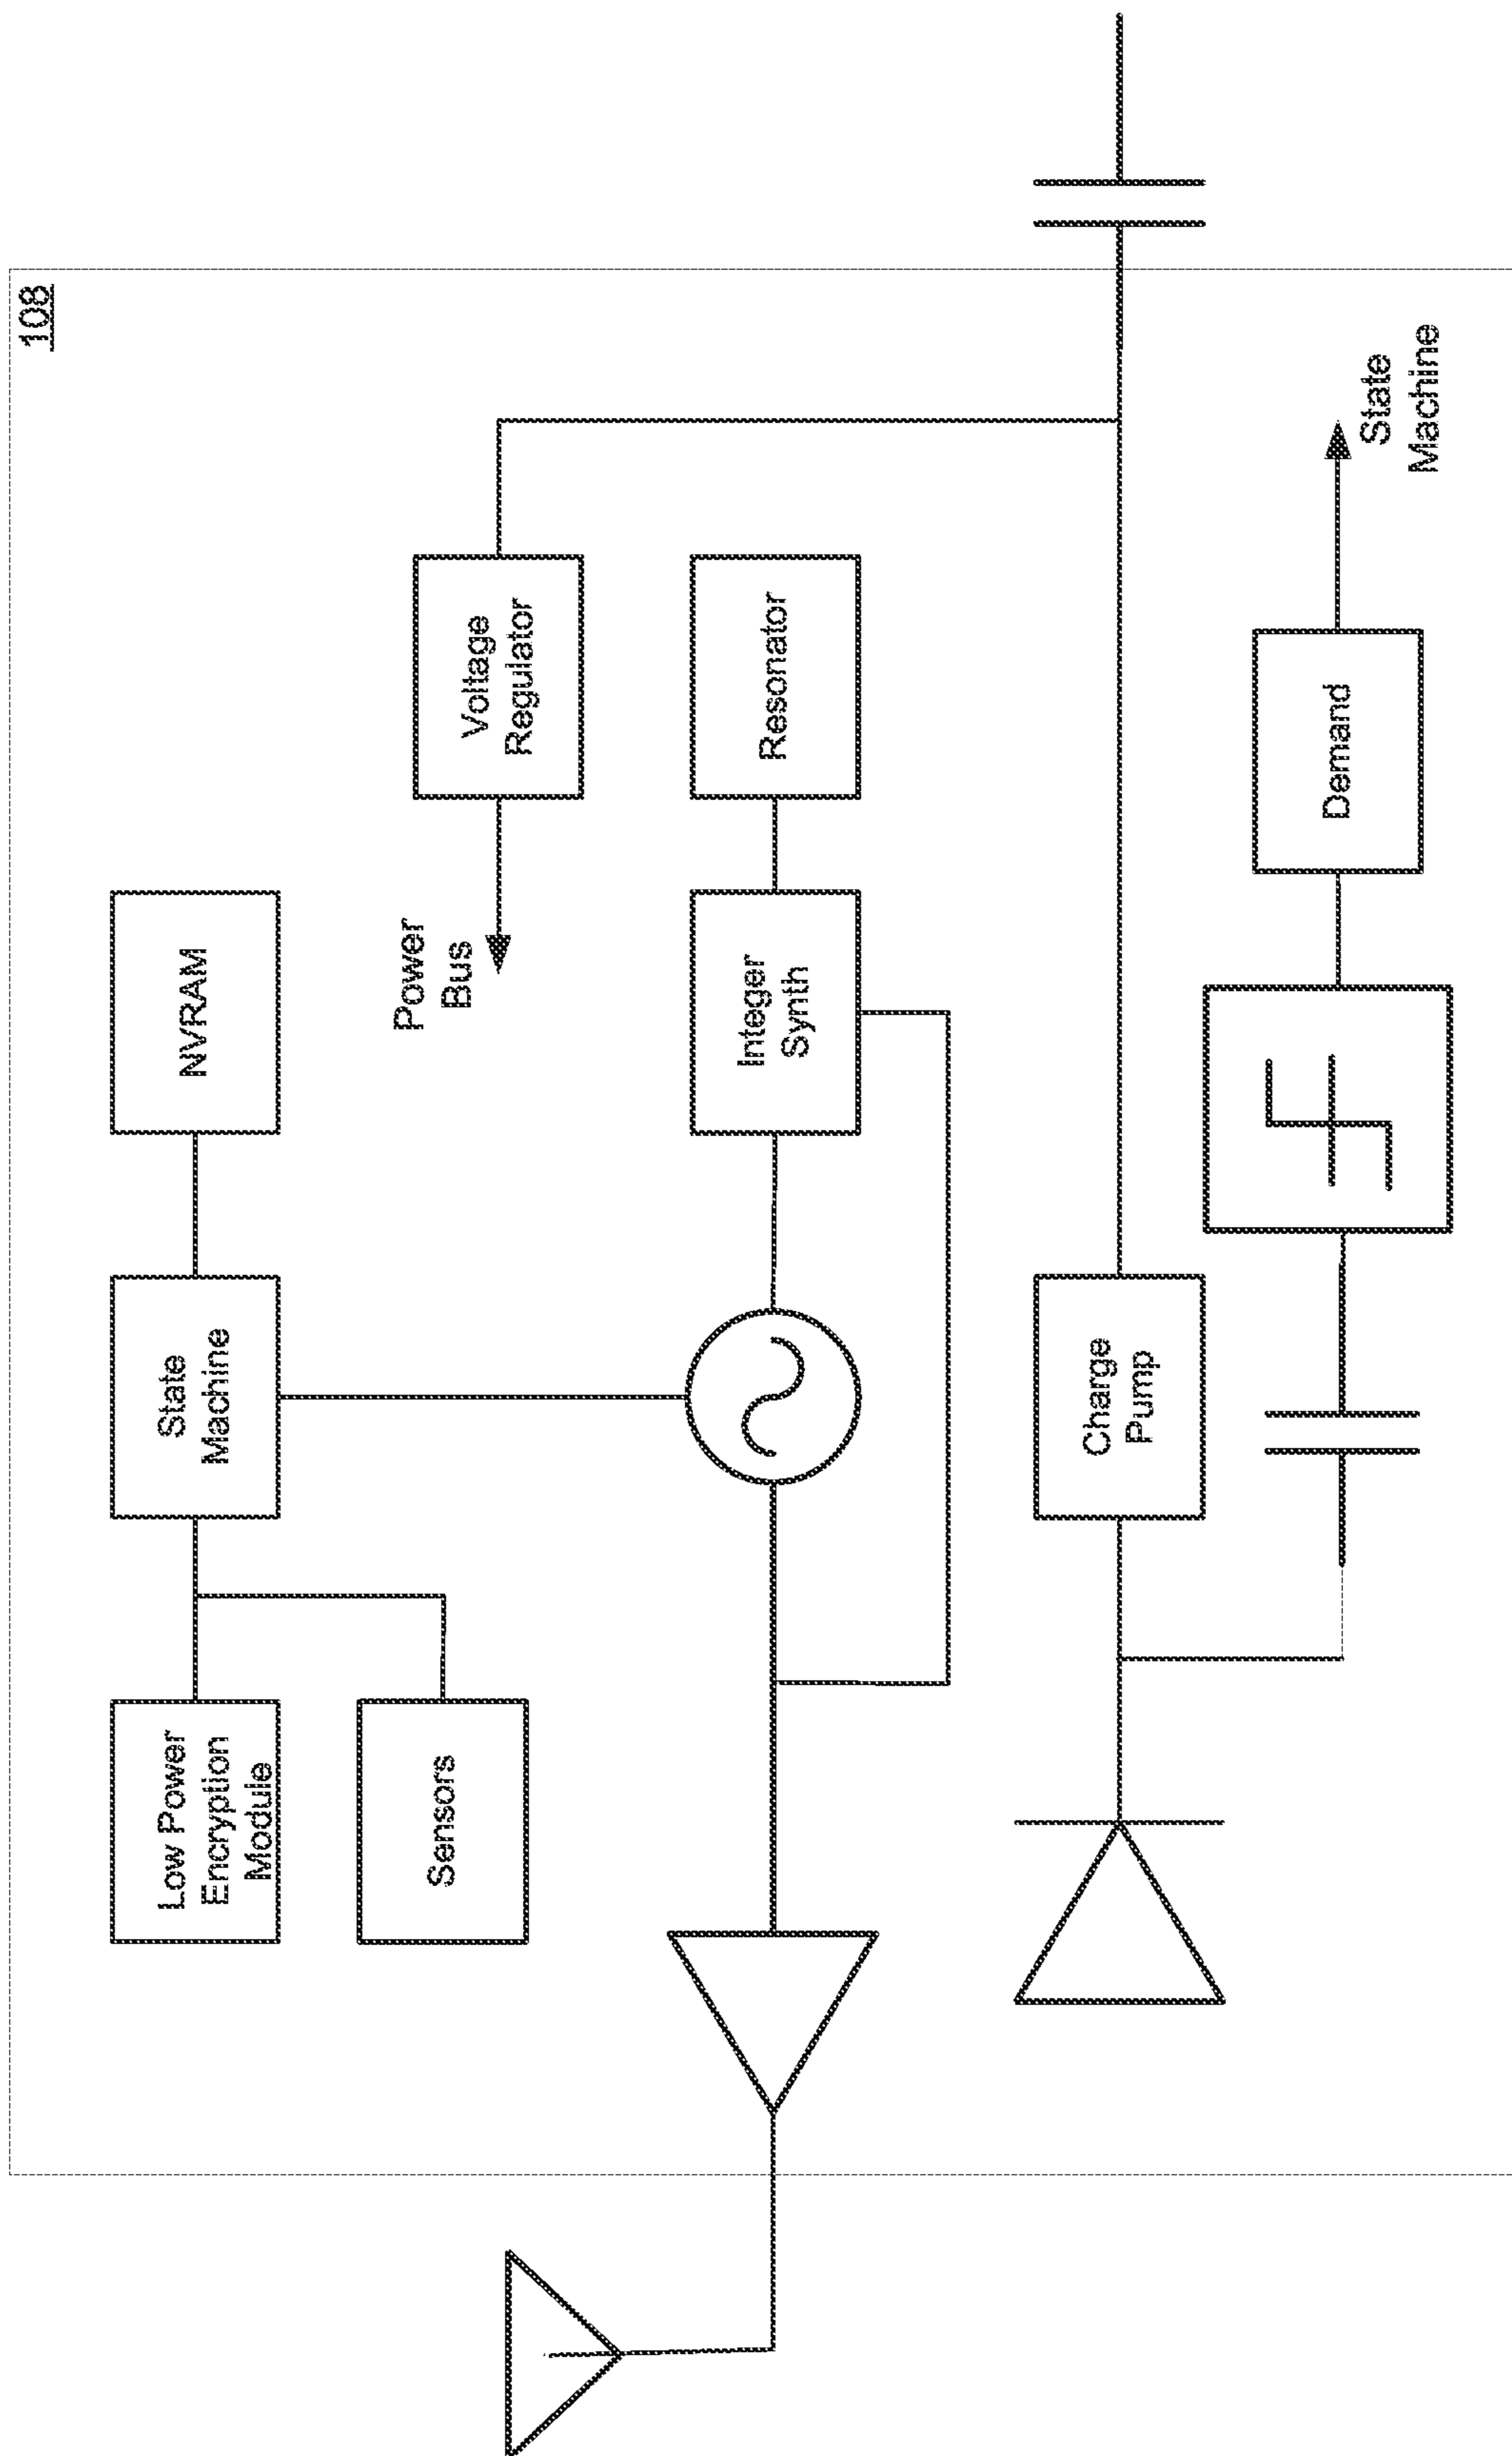 108
Low Power
Encryption
Module
State
Machine
NVRAM
Sensors
Power
Bus
Voltage
Regulator
Integer
Synth
Resonator
Charge
Pump
Demand
State
Machine